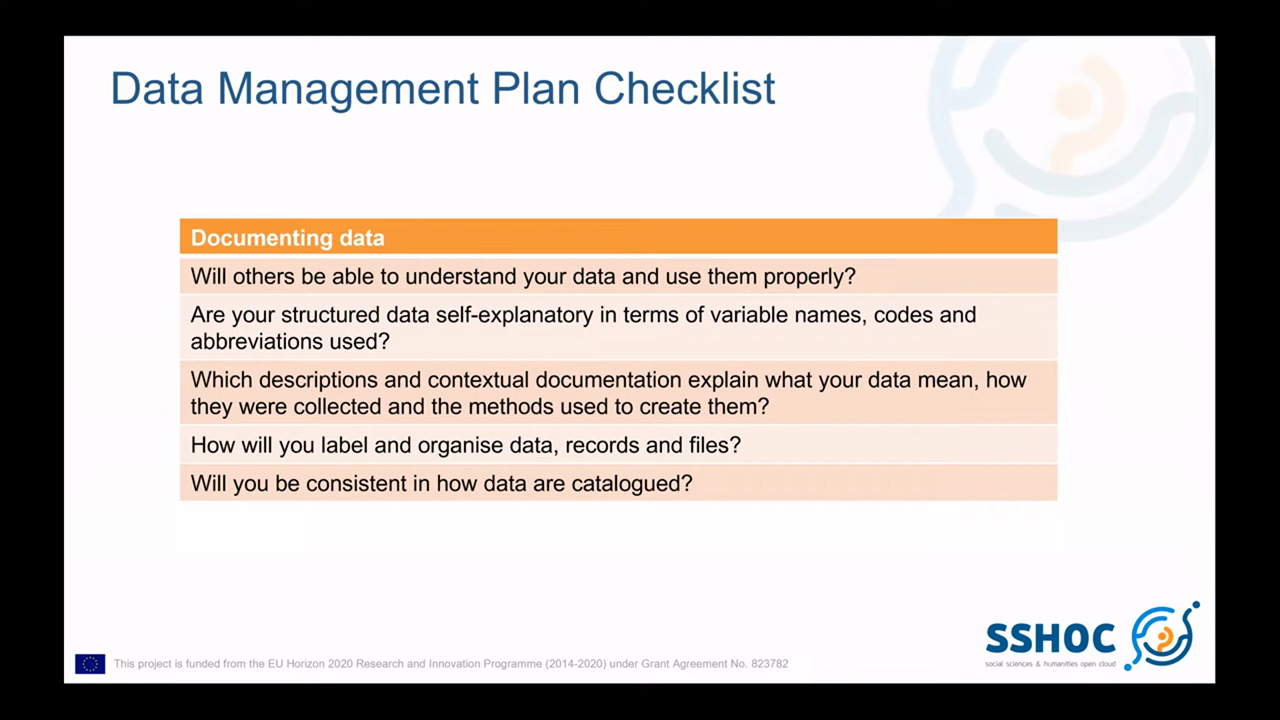 Data Management Plan Checklist
Documenting data
Will others be able to understand your data and use them properly?
Are your structured data self-explanatory in terms of variable names, codes and
abbreviations used?
Which descriptions and contextual documentation explain what your data mean, how
they were collected and the methods used to create them?
How will you label and organise data, records and files?
Will you be consistent in how data are catalogued?
SSHOC
social sciences & humanities open cloud
This project is funded from the EU Horizon 2020 Research and Innovation Programme (2014-2020) under Grant Agreement No. 823782